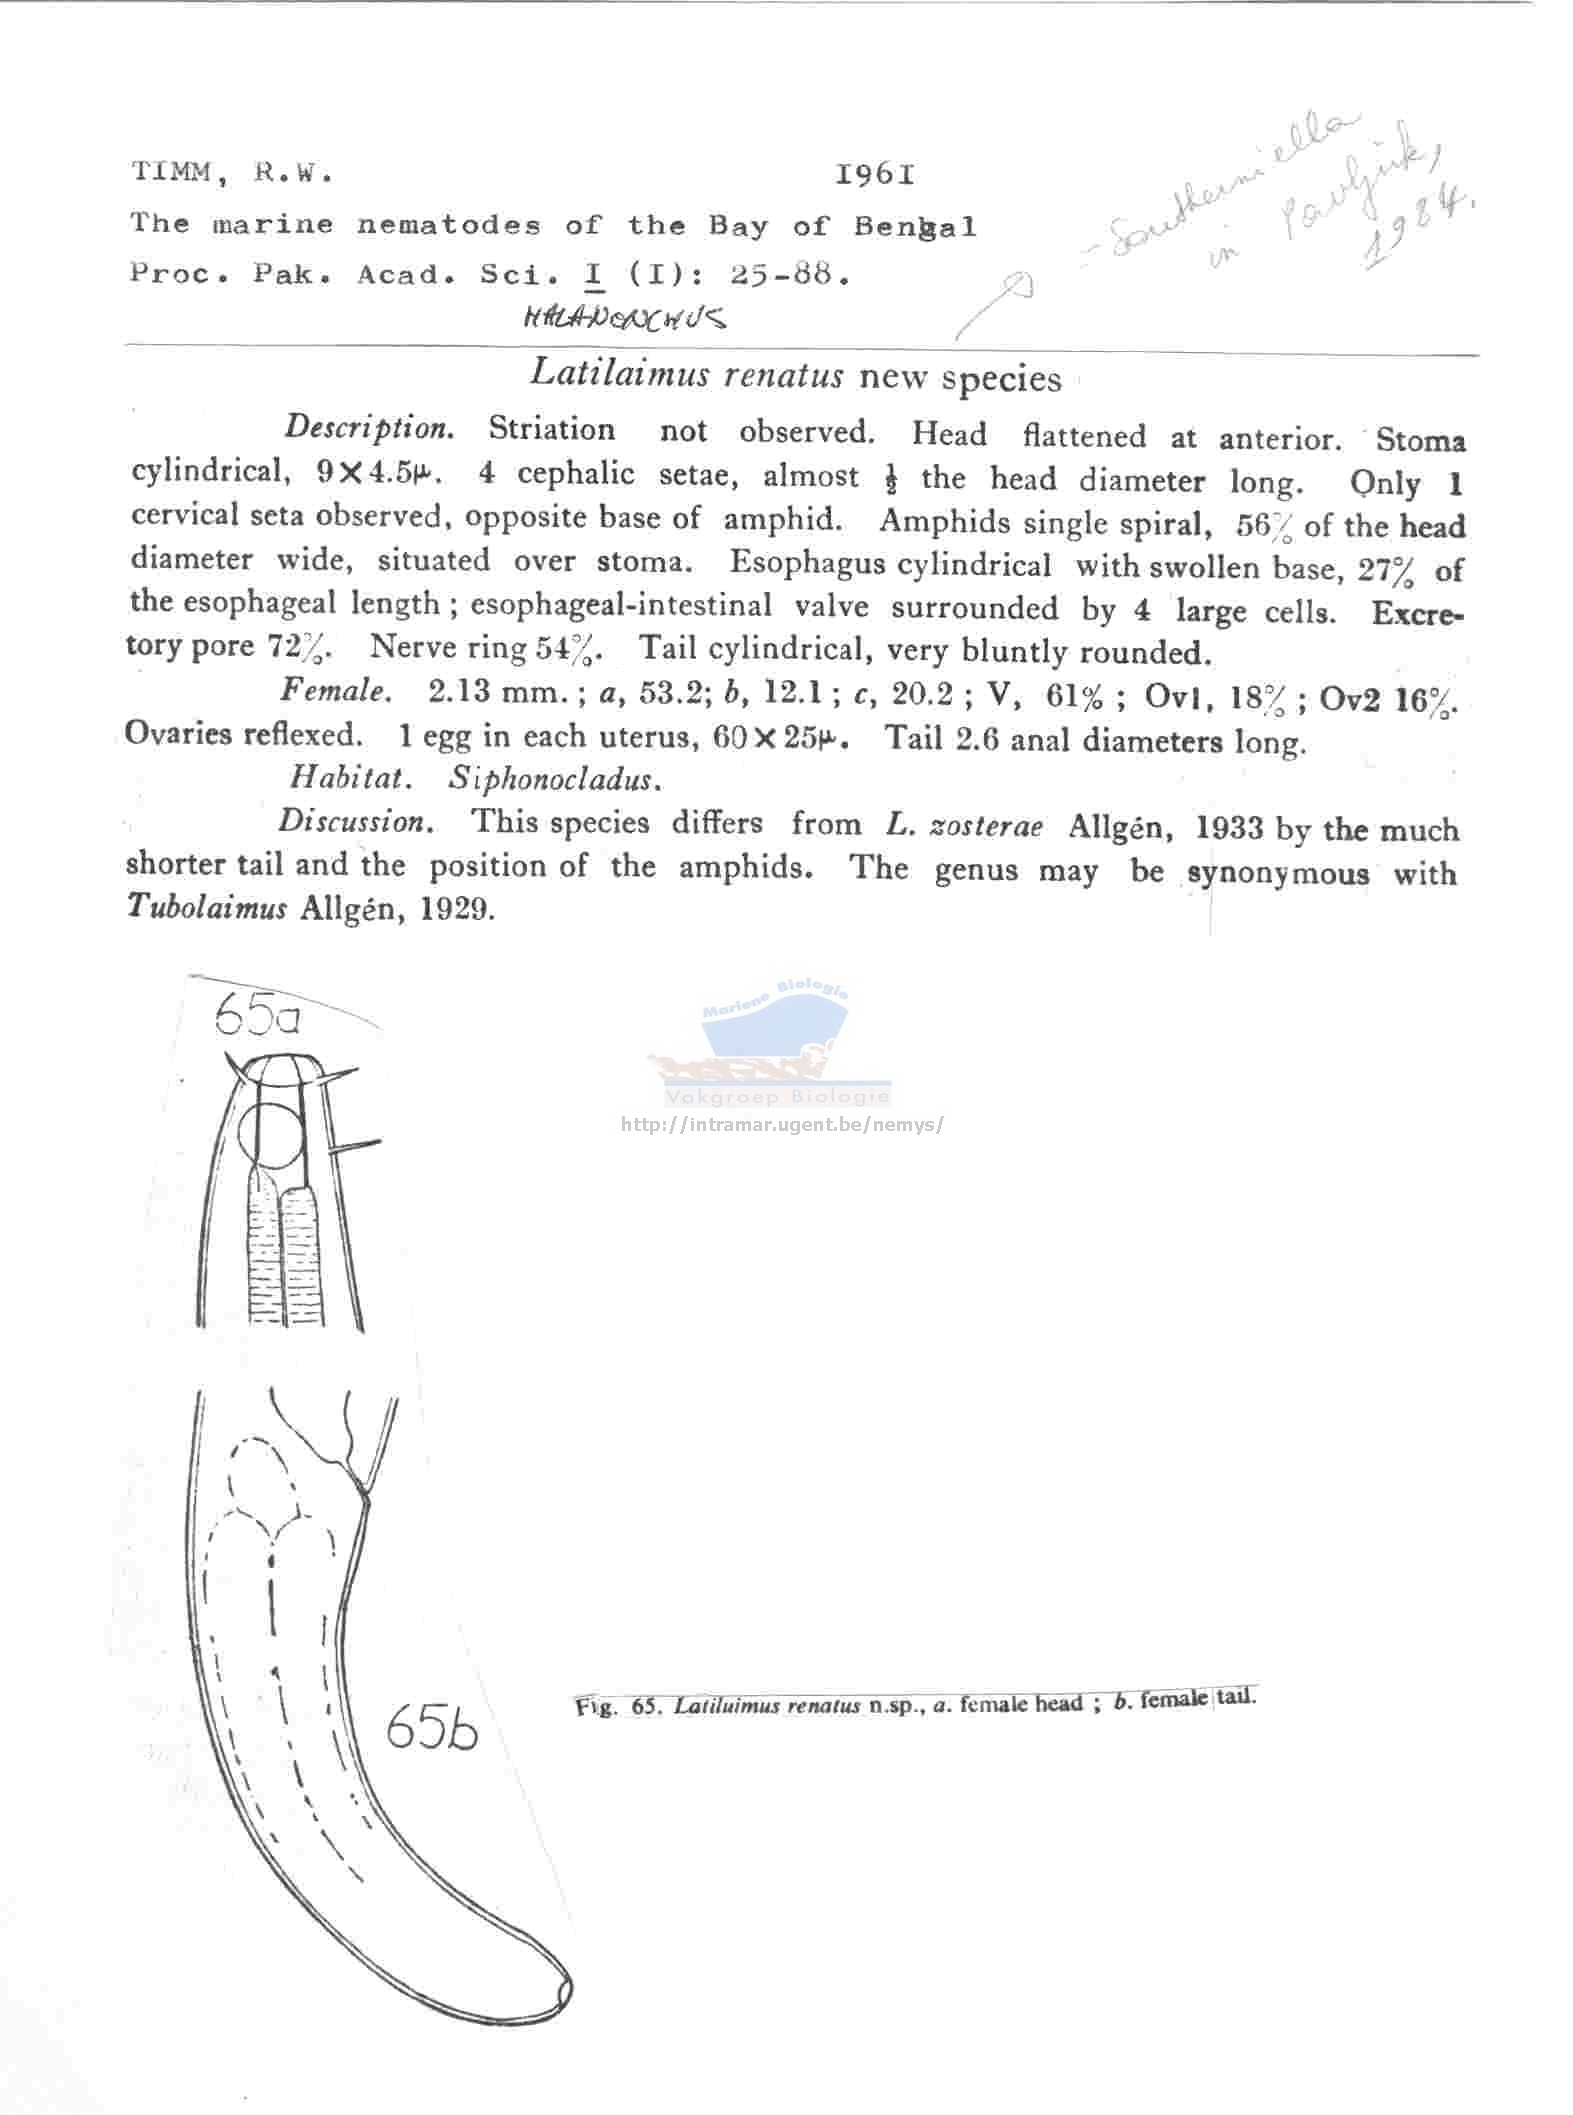 TIMM, R.W. 1961
The marine nematodes of the Bay of Bengal
Proc. Pak. Acad. Sci. I (I): 25-88.
HALANONCHUS
- Southerniella
in Pavljuk,
1984.
Latilaimus renatus new species
Description. Striation not observed. Head flattened at anterior. Stoma
cylindrical, 9×4.5μ. 4 cephalic setae, almost ½ the head diameter long. Only 1
cervical seta observed, opposite base of amphid. Amphids single spiral, 56% of the head
diameter wide, situated over stoma. Esophagus cylindrical with swollen base, 27% of
the esophageal length ; esophageal-intestinal valve surrounded by 4 large cells. Excre-
tory pore 72%. Nerve ring 54%. Tail cylindrical, very bluntly rounded.
Female. 2.13 mm. ; a, 53.2; b, 12.1 ; c, 20.2 ; V, 61% ; Ov1, 18% ; Ov2 16%.
Ovaries reflexed. 1 egg in each uterus, 60×25μ. Tail 2.6 anal diameters long.
Habitat. Siphonocladus.
Discussion. This species differs from L. zosterae Allgén, 1933 by the much
shorter tail and the position of the amphids. The genus may be synonymous with
Tubolaimus Allgén, 1929.
65a
Mariene Biologie
Vakgroep Biologie
http://intramar.ugent.be/nemys/
65b
Fig. 65. Latiluimus renatus n.sp., a. female head ; b. female tail.